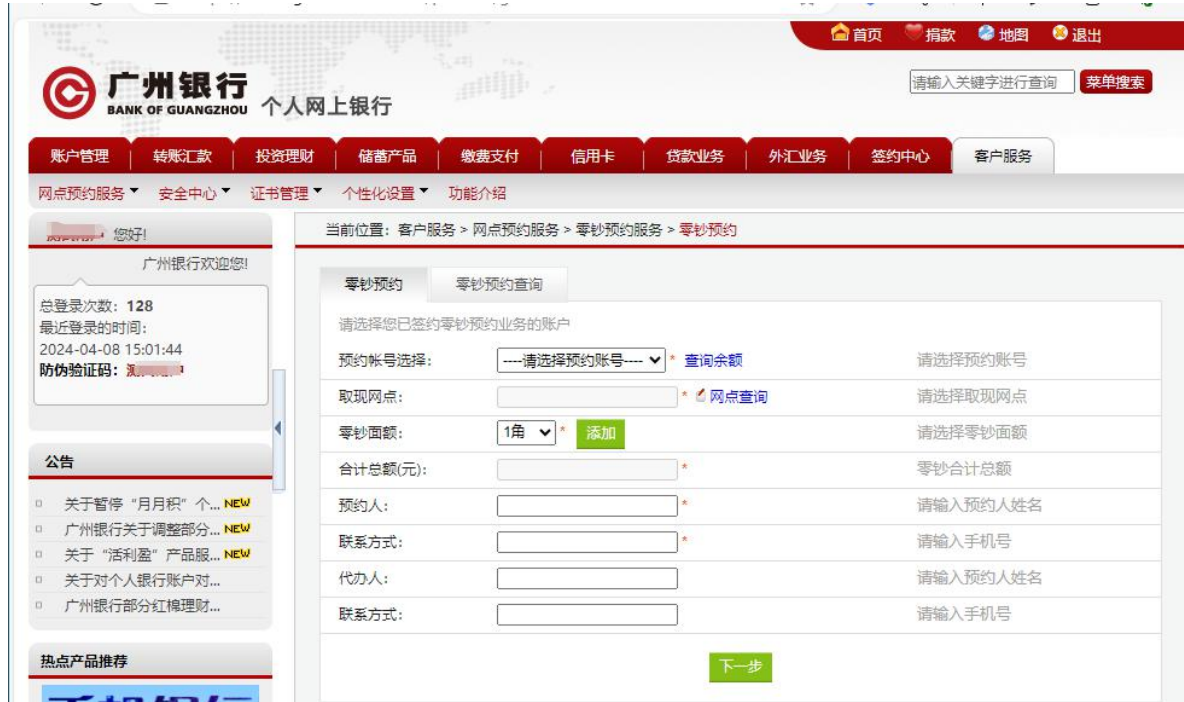 首页 捐款 地图 退出
广州银行 个人网上银行
BANK OF GUANGZHOU
请输入关键字进行查询 菜单搜索
账户管理 转账汇款 投资理财 储蓄产品 缴费支付 信用卡 贷款业务 外汇业务 签约中心 客户服务
网点预约服务 安全中心 证书管理 个性化设置 功能介绍
您好!
广州银行欢迎您!
总登录次数: 128
最近登录的时间:
2024-04-08 15:01:44
防伪验证码:
公告
关于暂停“月月积”个... NEW
广州银行关于调整部分... NEW
关于“活利盈”产品服... NEW
关于对个人银行账户对...
广州银行部分红棉理财...
热点产品推荐
当前位置: 客户服务 > 网点预约服务 > 零钞预约服务 > 零钞预约
零钞预约 零钞预约查询
请选择您已签约零钞预约业务的账户
预约帐号选择: ----请选择预约账号---- * 查询余额 请选择预约账号
取现网点: * 网点查询 请选择取现网点
零钞面额: 1角 * 添加 请选择零钞面额
合计总额(元): * 零钞合计总额
预约人: * 请输入预约人姓名
联系方式: * 请输入手机号
代办人: 请输入预约人姓名
联系方式: 请输入手机号
下一步